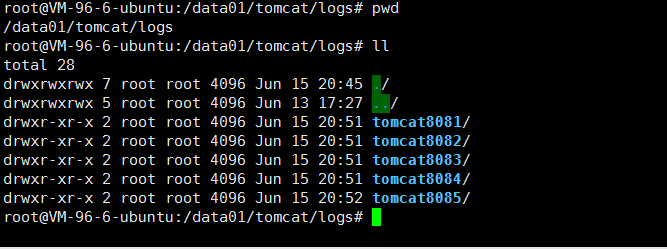 root@VM-96-6-ubuntu:/data01/tomcat/logs# pwd
/data01/tomcat/logs
root@VM-96-6-ubuntu:/data01/tomcat/logs# ll
total 28
drwxrwxrwx 7 root root 4096 Jun 15 20:45 ./
drwxrwxrwx 5 root root 4096 Jun 13 17:27 ../
drwxr-xr-x 2 root root 4096 Jun 15 20:51 tomcat8081/
drwxr-xr-x 2 root root 4096 Jun 15 20:51 tomcat8082/
drwxr-xr-x 2 root root 4096 Jun 15 20:51 tomcat8083/
drwxr-xr-x 2 root root 4096 Jun 15 20:51 tomcat8084/
drwxr-xr-x 2 root root 4096 Jun 15 20:52 tomcat8085/
root@VM-96-6-ubuntu:/data01/tomcat/logs#